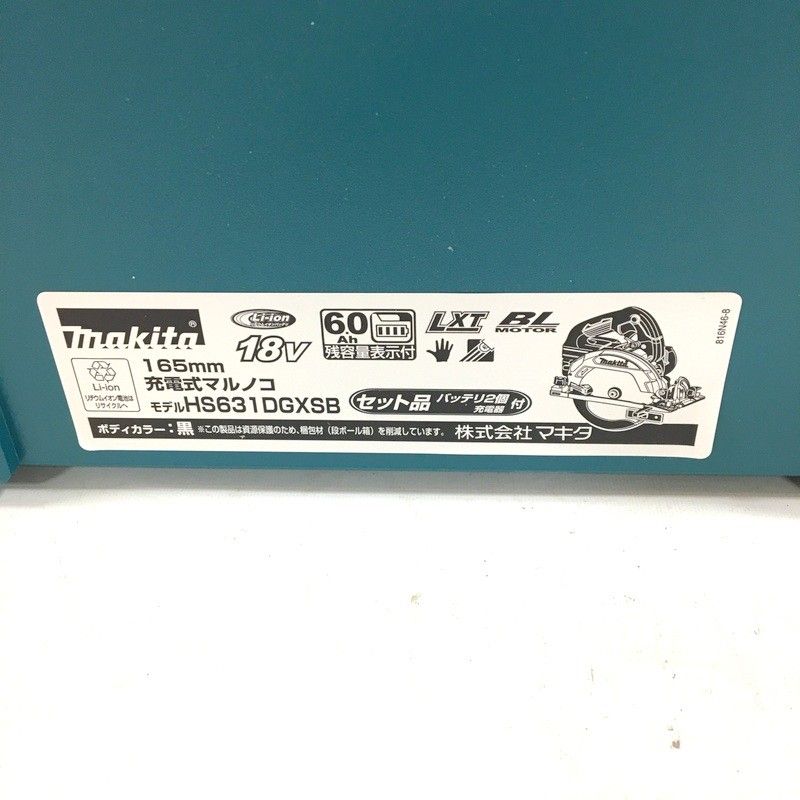 makita®
Li-ion
18V
6.0
Ah
残容量表示付
LXT
BL
MOTOR
makita
816N46-8
Li-ion
リチウムイオン電池は
リサイクルへ
165mm
充電式マルノコ
モデルHS631DGXSB
セット品
バッテリ2個
充電器
付
ボディカラー:黒
※この製品は資源保護のため、梱包材(段ボール箱)を削減しています。
株式会社マキタ